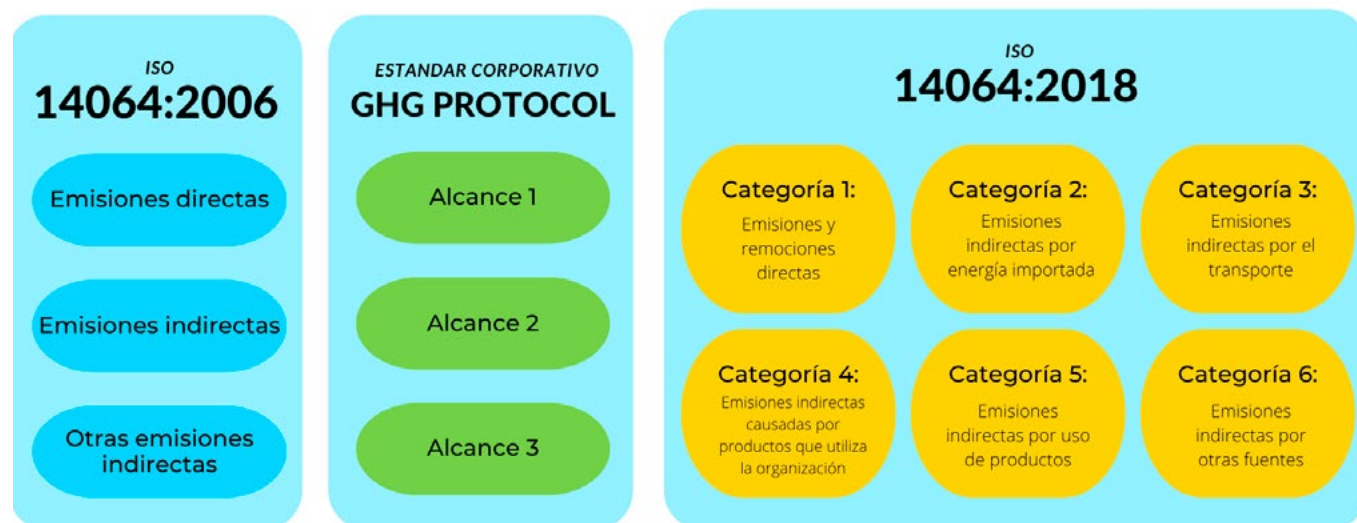 ISO
14064:2006
Emisiones directas
Emisiones indirectas
Otras emisiones
indirectas
ESTANDAR CORPORATIVO
GHG PROTOCOL
Alcance 1
Alcance 2
Alcance 3
ISO
14064:2018
Categoría 1:
Emisiones y
remociones
directas
Categoría 2:
Emisiones
indirectas por
energía importada
Categoría 3:
Emisiones
indirectas por el
transporte
Categoría 4:
Emisiones indirectas
causadas por
productos que utiliza
la organización
Categoría 5:
Emisiones
indirectas por uso
de productos
Categoría 6:
Emisiones
indirectas por
otras fuentes